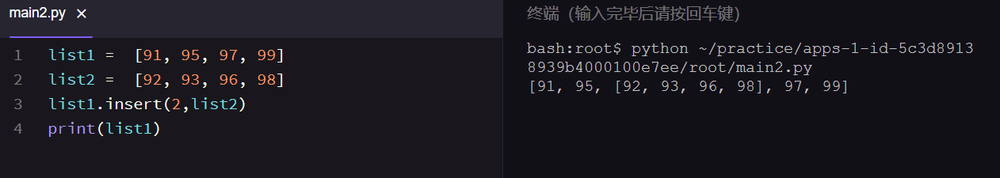 main2.py ×
1 list1 =  [91, 95, 97, 99]
2 list2 =  [92, 93, 96, 98]
3 list1.insert(2,list2)
4 print(list1)
终端（输入完毕后请按回车键）
bash:root$ python ~/practice/apps-1-id-5c3d8913
8939b4000100e7ee/root/main2.py
[91, 95, [92, 93, 96, 98], 97, 99]